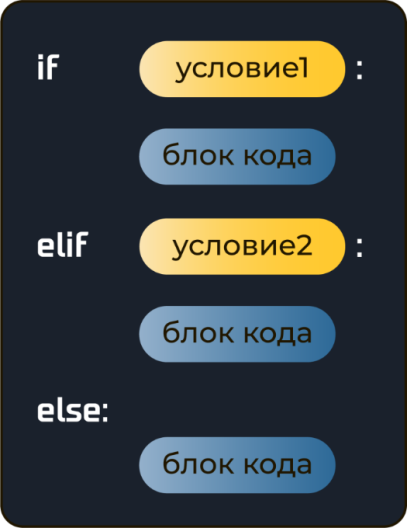 if условие1 :
блок кода
elif условие2 :
блок кода
else:
блок кода